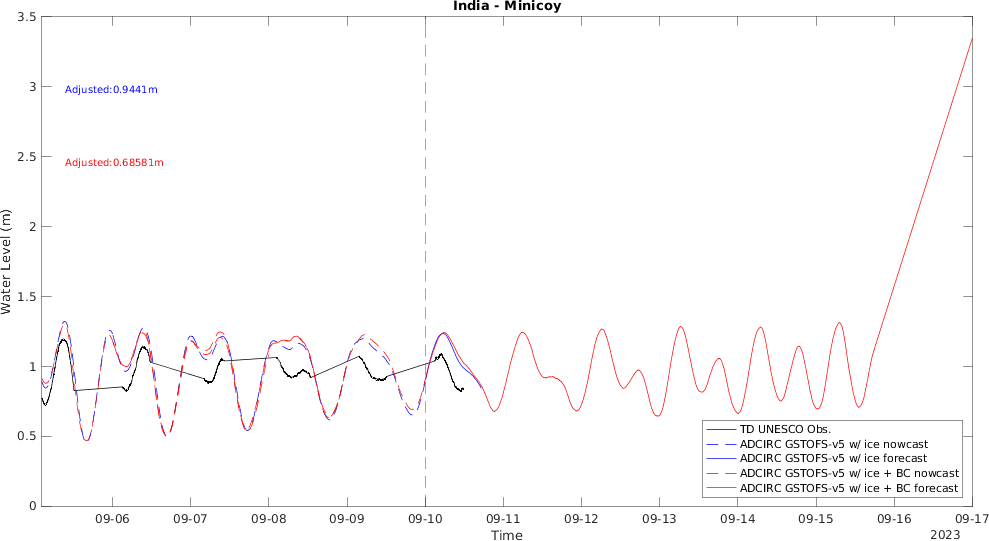 India - Minicoy
3.5
3
2.5
2
1.5
1
0.5
0
Water Level (m)
Adjusted:0.9441m
Adjusted:0.68581m
TD UNESCO Obs.
ADCIRC GSTOFS-v5 w/ ice nowcast
ADCIRC GSTOFS-v5 w/ ice forecast
ADCIRC GSTOFS-v5 w/ ice + BC nowcast
ADCIRC GSTOFS-v5 w/ ice + BC forecast
09-06 09-07 09-08 09-09 09-10 09-11 09-12 09-13 09-14 09-15 09-16 09-17
Time
2023